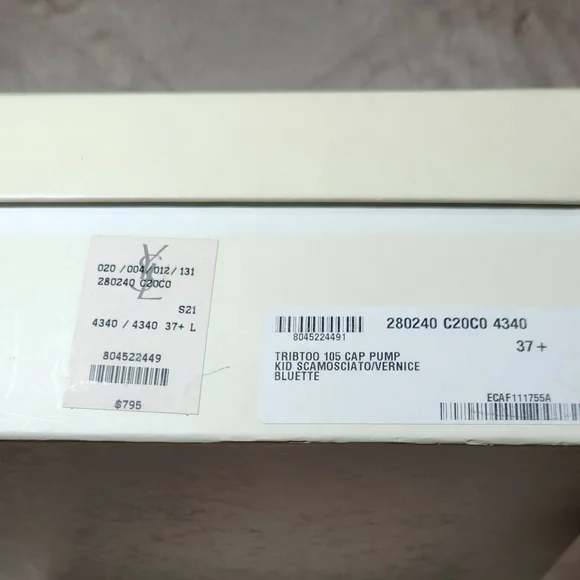 YSL
020 /004/012/131
280240 C20C0
S21
4340 / 4340 37+ L
804522449
$795
280240 C20C0 4340
8045224491
37+
TRIBTOO 105 CAP PUMP
KID SCAMOSCIATO/VERNICE
BLUETTE
ECAF111755A